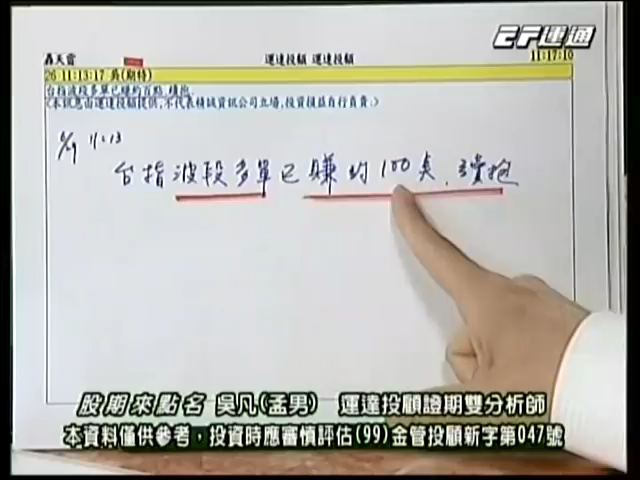 EF運通
11:17:10
轟天雷 運達投顧 運達投顧
26 11:13:17 吳(期特)
台指波段多單已賺約百點,續抱.
(本訊息由運達投顧提供,不代表精誠資訊公司立場,投資損益自行負責.)
11:13
台指波段多單已賺約100点,續抱
股期來點名 吳凡(孟男) 運達投顧證期雙分析師
本資料僅供參考,投資時應審慎評估(99)金管投顧新字第047號